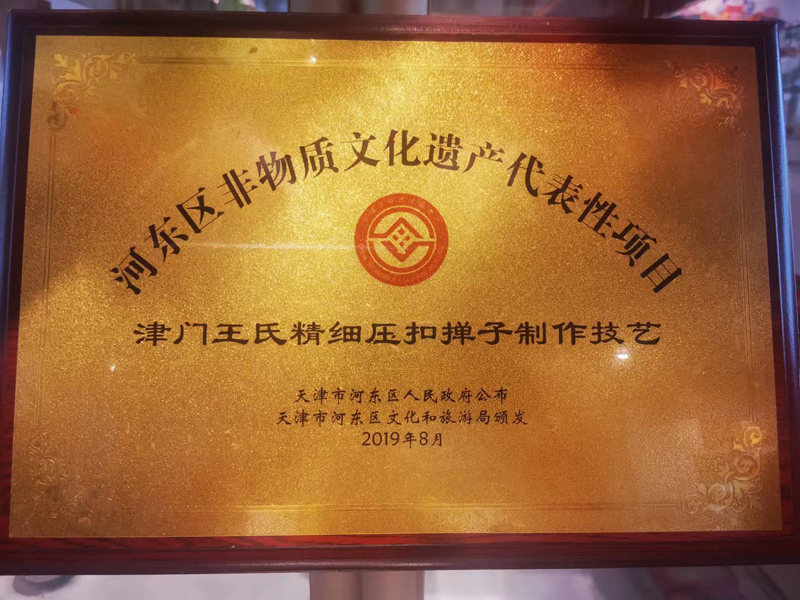 河东区非物质文化遗产代表性项目
津门王氏精细压扣掸子制作技艺
天津市河东区人民政府公布
天津市河东区文化和旅游局颁发
2019年8月